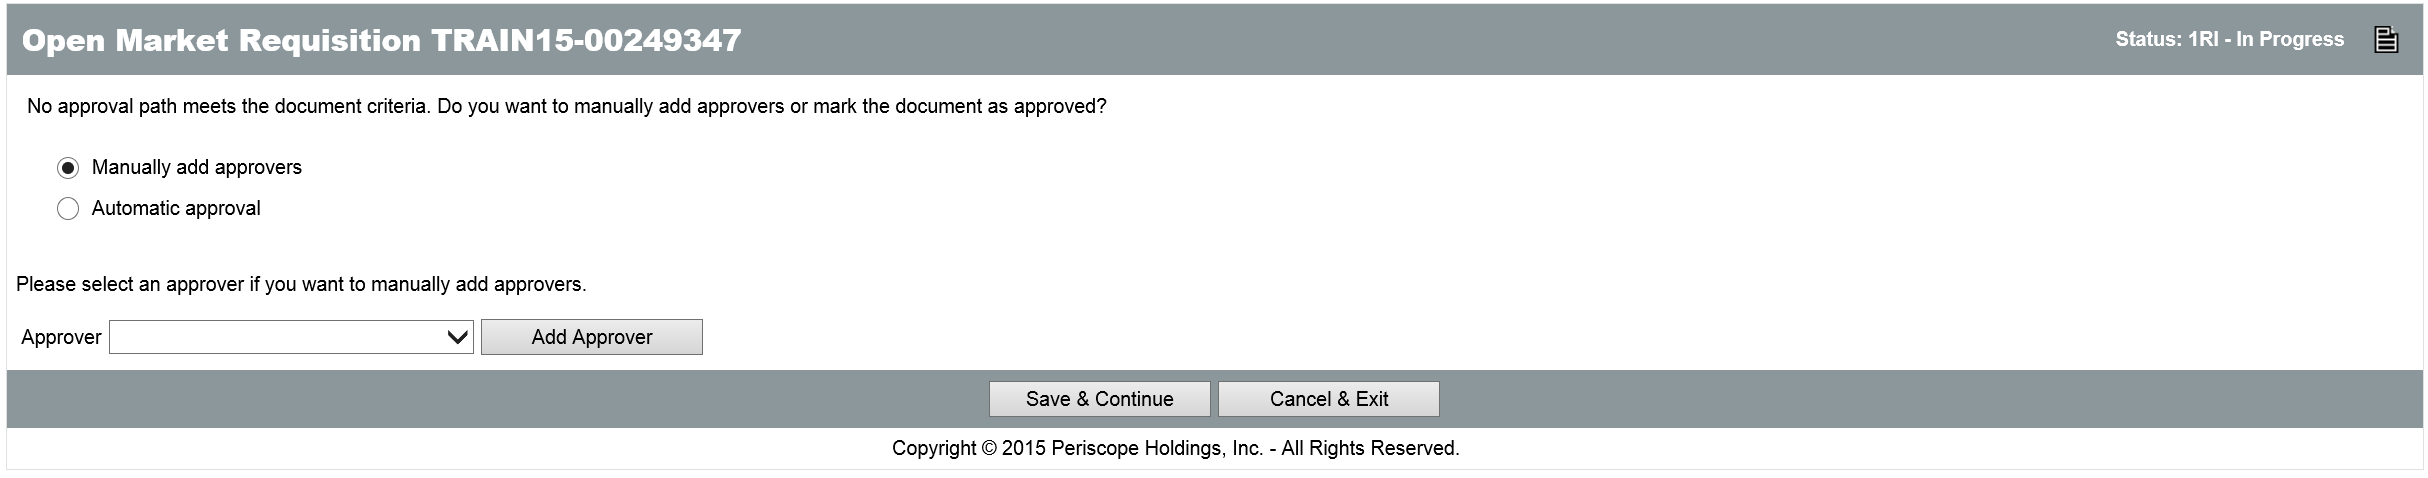 Open Market Requisition TRAIN15-00249347
Status: 1RI - In Progress
No approval path meets the document criteria. Do you want to manually add approvers or mark the document as approved?
Manually add approvers
Automatic approval
Please select an approver if you want to manually add approvers.
Approver Add Approver
Save & Continue Cancel & Exit
Copyright © 2015 Periscope Holdings, Inc. - All Rights Reserved.